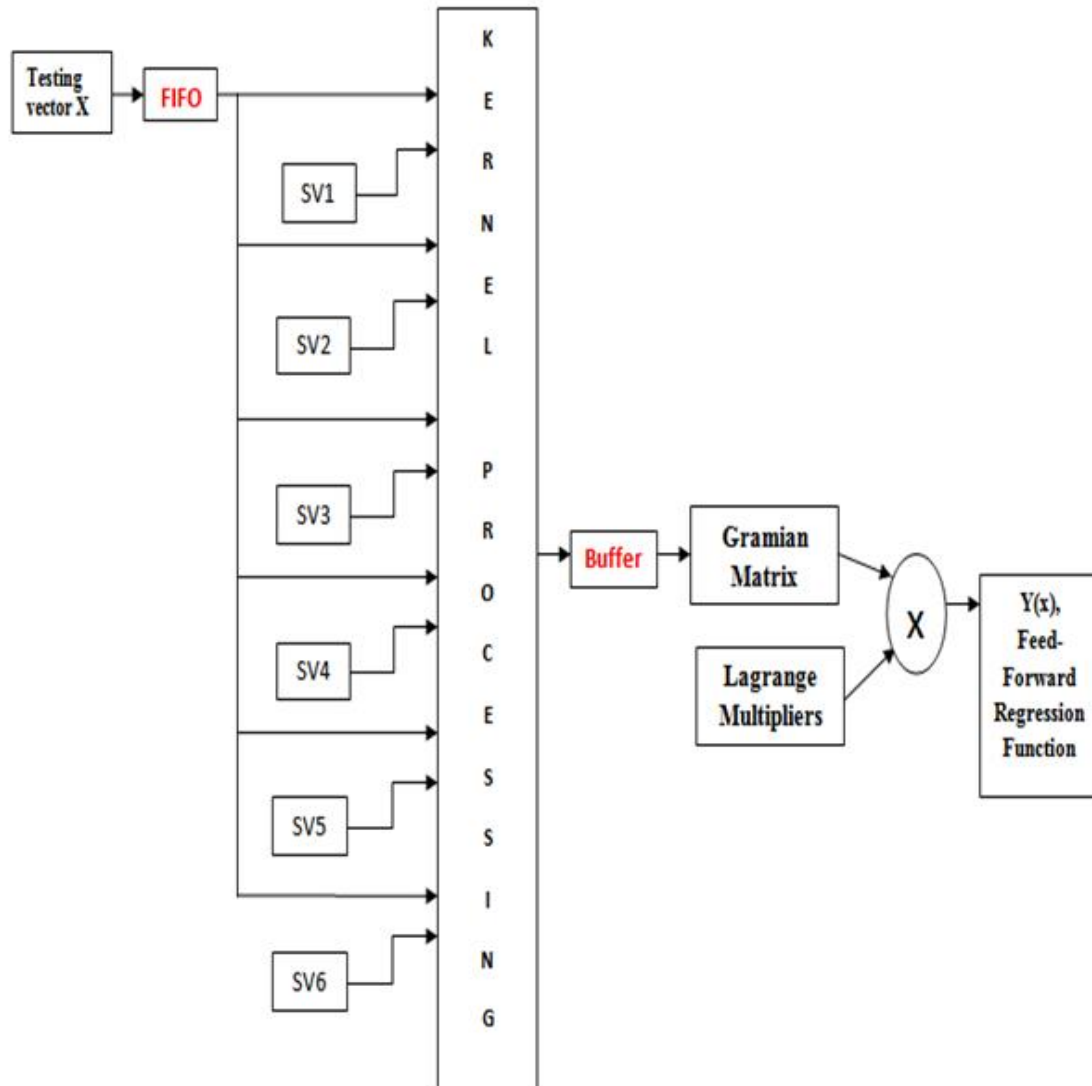 Testing
vector X
FIFO
SV1
SV2
SV3
SV4
SV5
SV6
K
E
R
N
E
L
P
R
O
C
E
S
S
I
N
G
Buffer
Gramian
Matrix
Lagrange
Multipliers
X
Y(x),
Feed-
Forward
Regression
Function